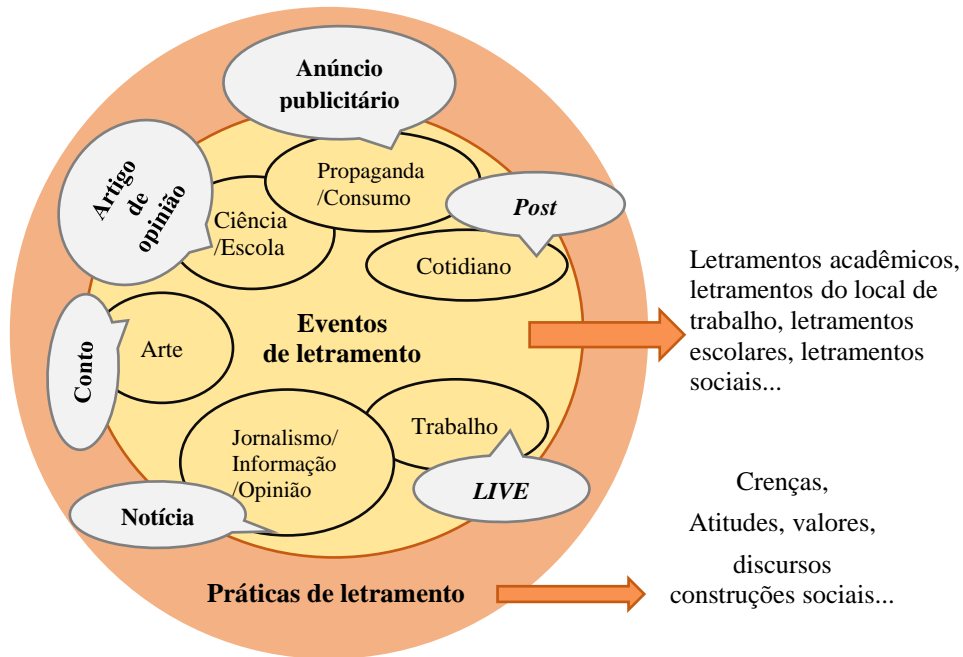 Anúncio
publicitário
Artigo
de
opinião
Propaganda
/Consumo
Post
Ciência
/Escola
Cotidiano
Letramentos acadêmicos,
letramentos do local de
trabalho, letramentos
escolares, letramentos
sociais...
Eventos
de letramento
Conto
Arte
Jornalismo/
Informação
/Opinião
Trabalho
LIVE
Notícia
Crenças,
Atitudes, valores,
discursos
construções sociais...
Práticas de letramento